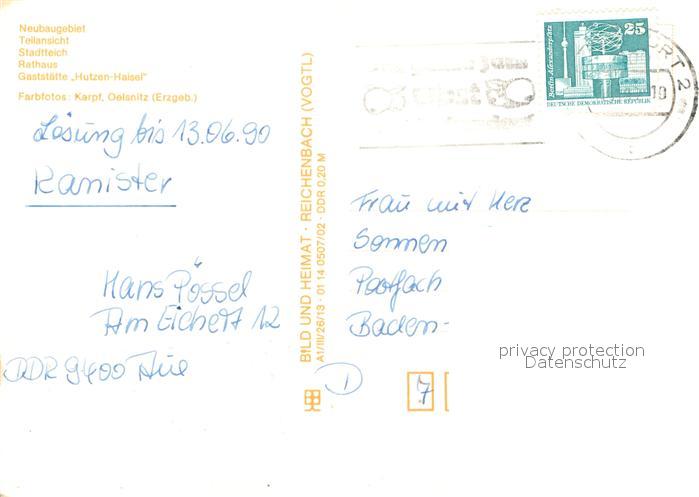 Neubaugebiet
Teilansicht
Stadtteich
Rathaus
Gaststätte „Hutzen-Haisel"
Farbfotos: Karpf, Oelsnitz (Erzgeb.)
Lösung bis 13.06.90
Kanister
Hans Pössel
Am Eichert 12
DDR 9400 Aue
BILD UND HEIMAT · REICHENBACH (VOGTL)
A1/III/26/13 · 01 14 0507/02 · DDR 0,20 M
Berlin-Alexanderplatz
25
DEUTSCHE DEMOKRATISCHE REPUBLIK
Frau mit Herz
Sonnen
Postfach
Baden-
D
7
privacy protection
Datenschutz